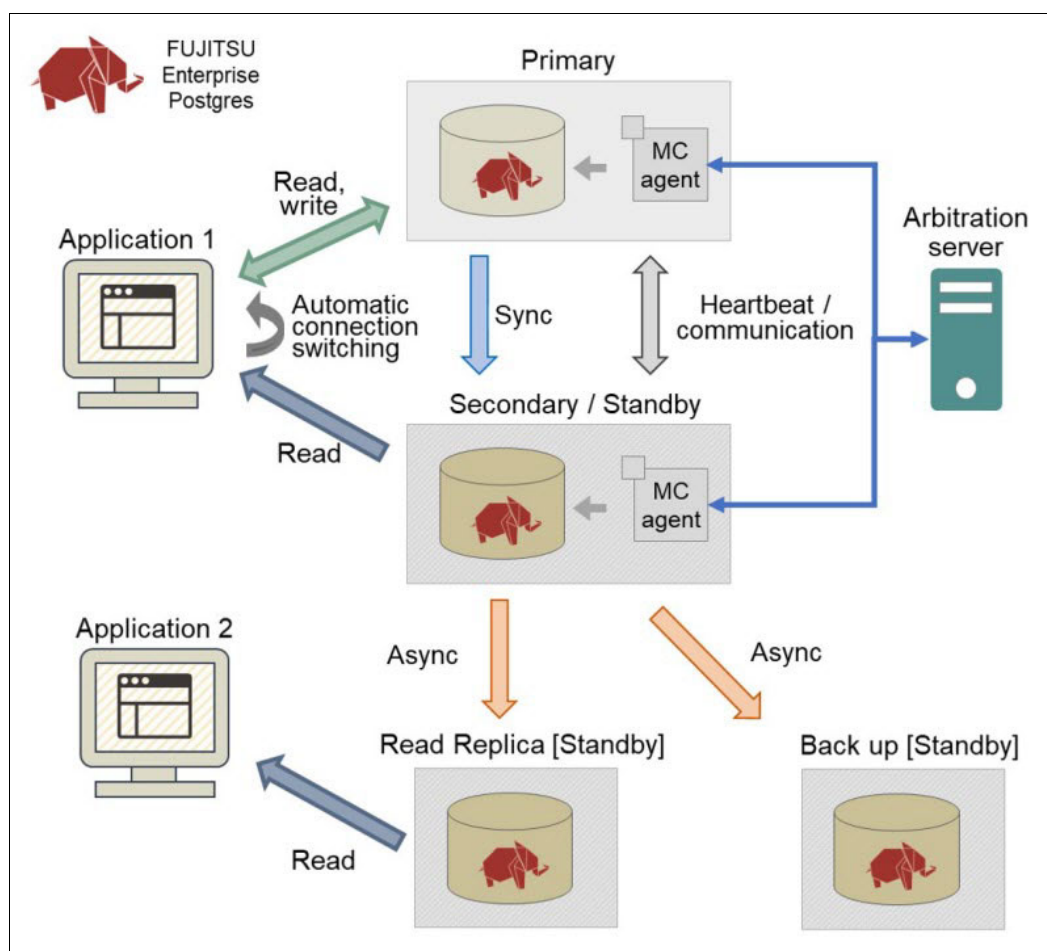 FUJITSU
Enterprise
Postgres
Primary
MC
agent
Read,
write
Application 1
Arbitration
server
Automatic
connection
switching
Sync
Heartbeat /
communication
Secondary / Standby
Read
MC
agent
Application 2
Async
Async
Read Replica [Standby]
Back up [Standby]
Read